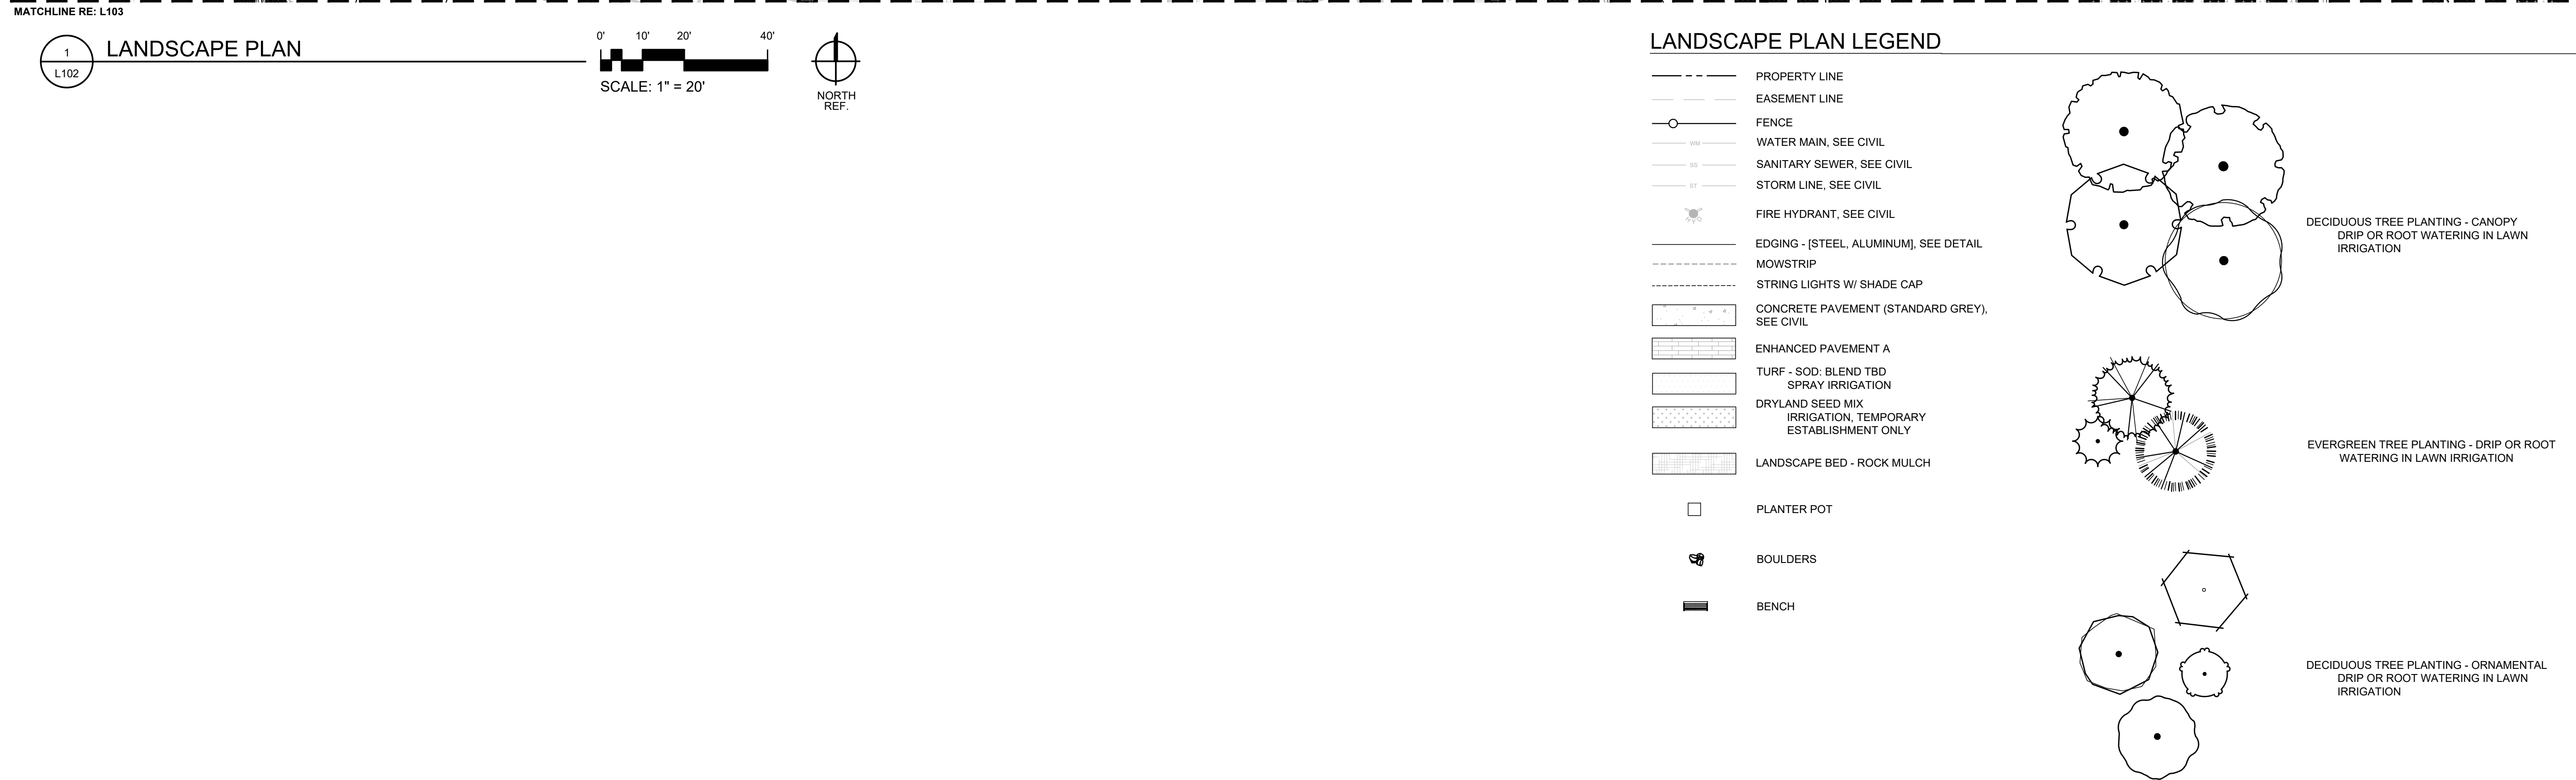 MATCHLINE RE: L103
1
L102
LANDSCAPE PLAN
0' 10' 20' 40'
SCALE: 1" = 20'
NORTH
REF.
LANDSCAPE PLAN LEGEND
PROPERTY LINE
EASEMENT LINE
FENCE
WM
WATER MAIN, SEE CIVIL
SS
SANITARY SEWER, SEE CIVIL
ST
STORM LINE, SEE CIVIL
FIRE HYDRANT, SEE CIVIL
EDGING - [STEEL, ALUMINUM], SEE DETAIL
MOWSTRIP
STRING LIGHTS W/ SHADE CAP
CONCRETE PAVEMENT (STANDARD GREY),
SEE CIVIL
ENHANCED PAVEMENT A
TURF - SOD: BLEND TBD
SPRAY IRRIGATION
DRYLAND SEED MIX
IRRIGATION, TEMPORARY
ESTABLISHMENT ONLY
LANDSCAPE BED - ROCK MULCH
PLANTER POT
BOULDERS
BENCH
DECIDUOUS TREE PLANTING - CANOPY
DRIP OR ROOT WATERING IN LAWN
IRRIGATION
EVERGREEN TREE PLANTING - DRIP OR ROOT
WATERING IN LAWN IRRIGATION
DECIDUOUS TREE PLANTING - ORNAMENTAL
DRIP OR ROOT WATERING IN LAWN
IRRIGATION